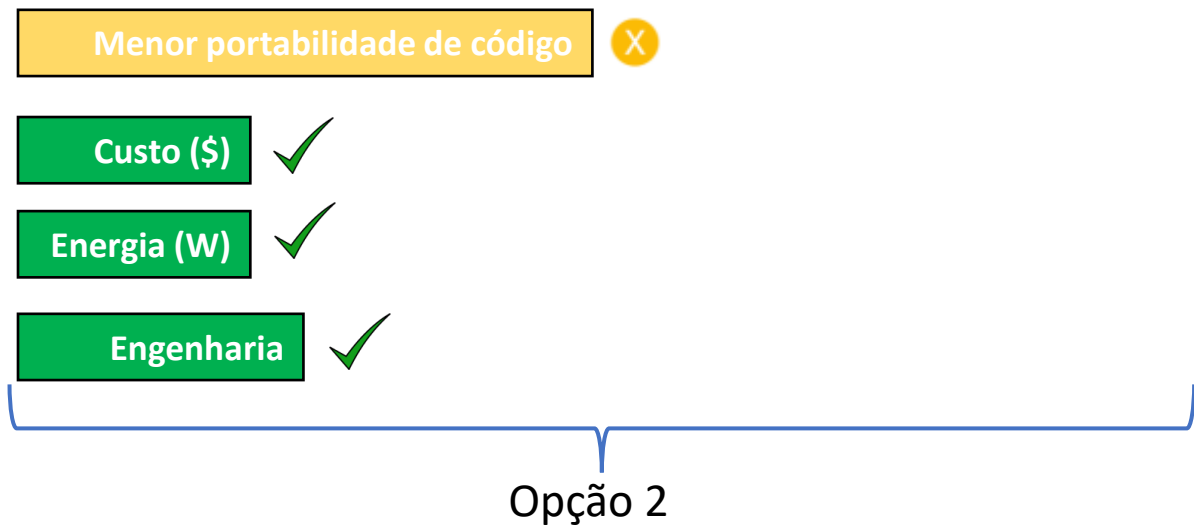 Menor portabilidade de código
X
Custo ($)
Energia (W)
Engenharia
Opção 2